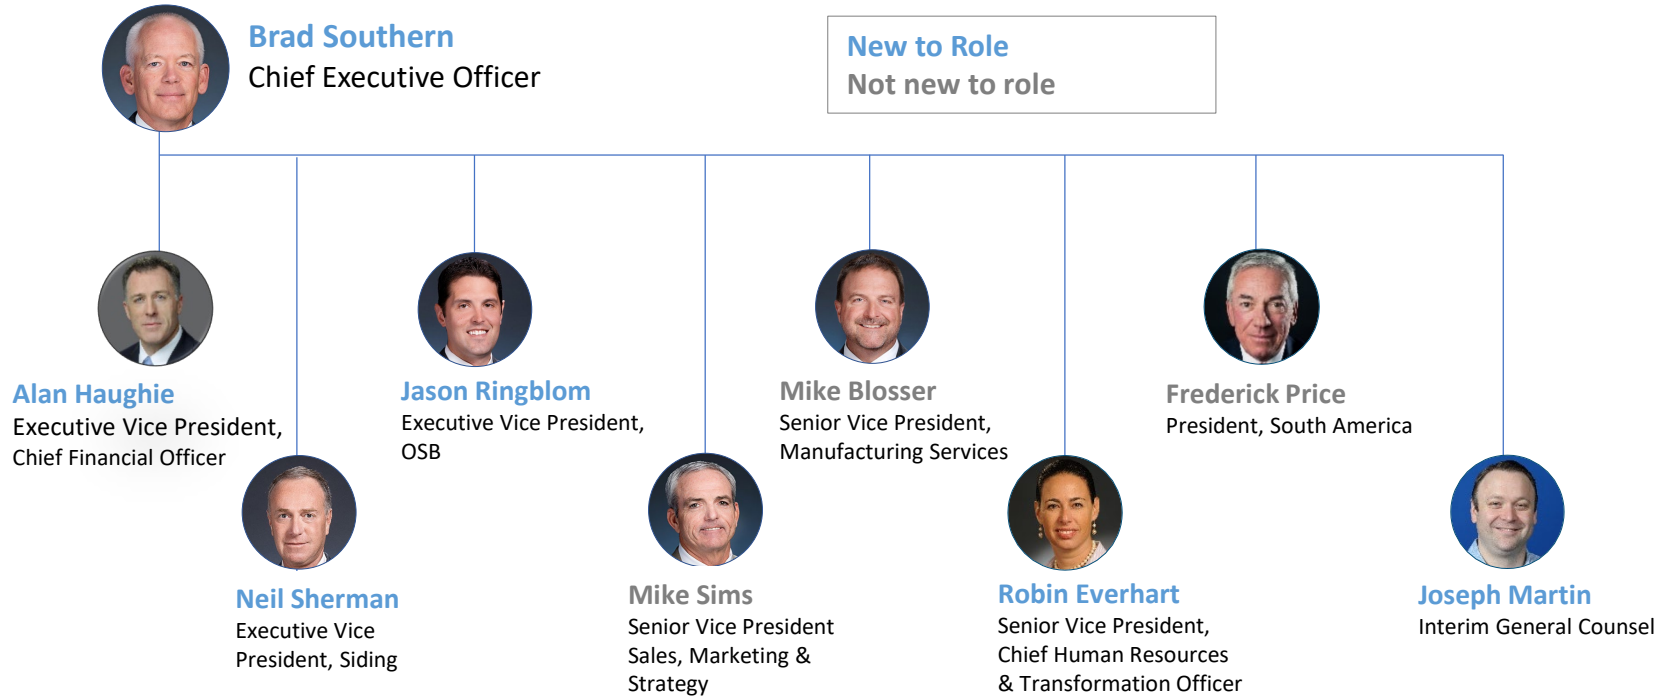 Brad Southern
Chief Executive Officer
New to Role
Not new to role
Alan Haughie
Executive Vice President,
Chief Financial Officer
Jason Ringblom
Executive Vice President,
OSB
Mike Blosser
Senior Vice President,
Manufacturing Services
Frederick Price
President, South America
Neil Sherman
Executive Vice
President, Siding
Mike Sims
Senior Vice President
Sales, Marketing &
Strategy
Robin Everhart
Senior Vice President,
Chief Human Resources
& Transformation Officer
Joseph Martin
Interim General Counsel